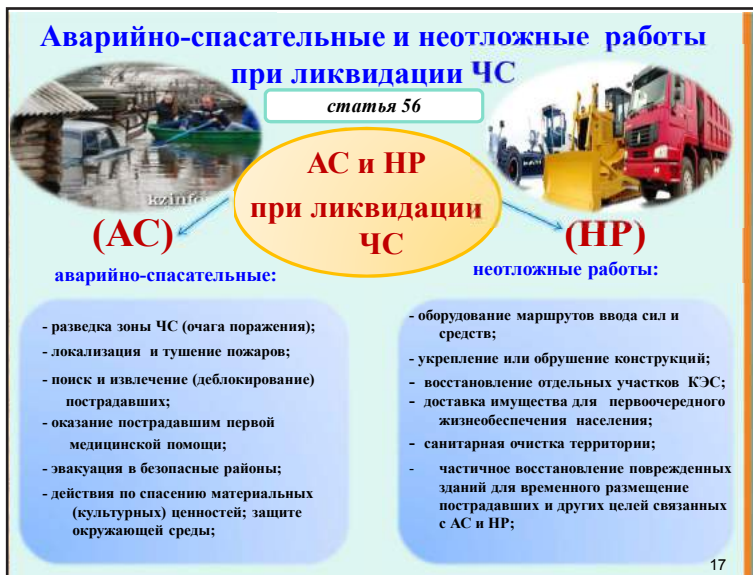 Аварийно-спасательные и неотложные работы
при ликвидации ЧС
статья 56
kzinfo
АС и НР
при ликвидации
ЧС
(АС)
(НР)
аварийно-спасательные:
неотложные работы:
- разведка зоны ЧС (очага поражения);
- локализация и тушение пожаров;
- поиск и извлечение (деблокирование)
пострадавших;
- оказание пострадавшим первой
медицинской помощи;
- эвакуация в безопасные районы;
- действия по спасению материальных
(культурных) ценностей; защите
окружающей среды;
- оборудование маршрутов ввода сил и
средств;
- укрепление или обрушение конструкций;
- восстановление отдельных участков КЭС;
- доставка имущества для первоочередного
жизнеобеспечения населения;
- санитарная очистка территории;
- частичное восстановление поврежденных
зданий для временного размещение
пострадавших и других целей связанных
с АС и НР;
17